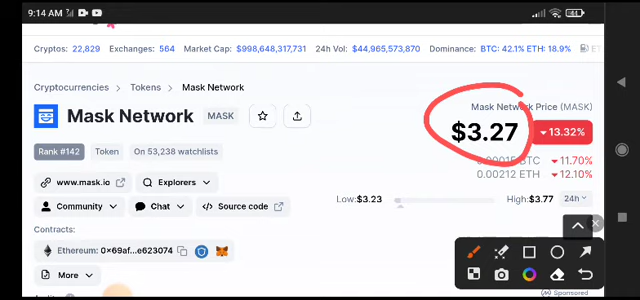 9:14 AM
64
Cryptos: 22,829 Exchanges: 564 Market Cap: $998,648,317,731 24h Vol: $44,965,573,870 Dominance: BTC: 42.1% ETH: 18.9%
Cryptocurrencies > Tokens > Mask Network
Mask Network MASK
Mask Network Price (MASK)
$3.27 13.32%
Rank #142 Token On 53,238 watchlists
0.00015 BTC 11.70%
0.00212 ETH 12.10%
www.mask.io Explorers
Low: $3.23 High: $3.77 24h
Community Chat Source code
Contracts:
Ethereum: 0x69af...e623074
More
Sponsored